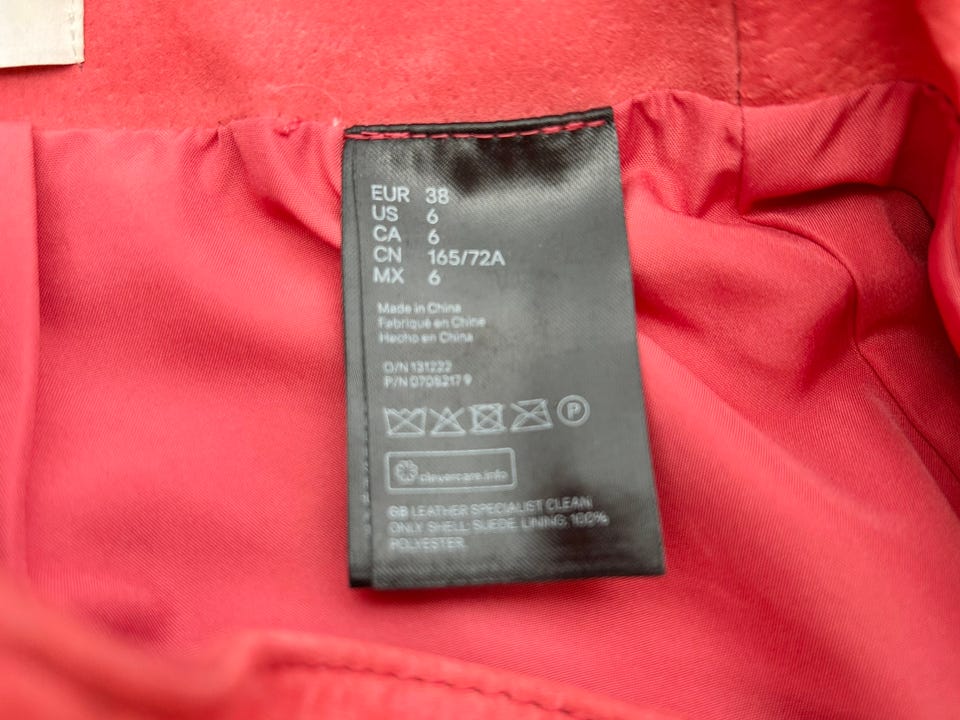 EUR 38
US 6
CA 6
CN 165/72A
MX 6
Made in China
Fabriqué en Chine
Hecho en China
O/N 131222
P/N 0708217 9
P
clevercare.info
GB LEATHER SPECIALIST CLEAN
ONLY SHELL: SUEDE. LINING: 100%
POLYESTER.